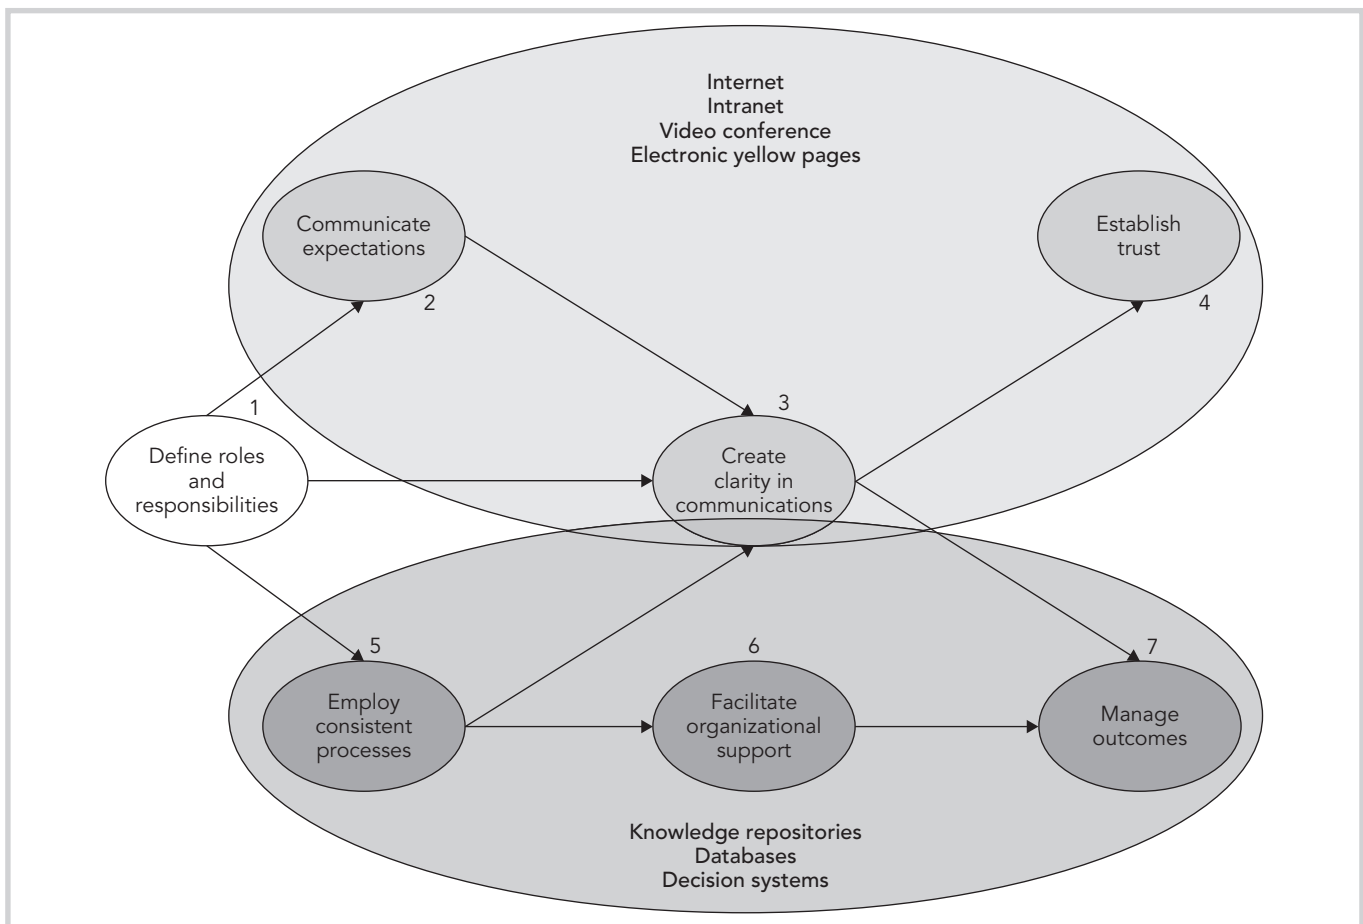 Internet
Intranet
Video conference
Electronic yellow pages
Communicate
expectations
2
Establish
trust
4
1
Define roles
and
responsibilities
3
Create
clarity in
communications
5
Employ
consistent
processes
6
Facilitate
organizational
support
7
Manage
outcomes
Knowledge repositories
Databases
Decision systems